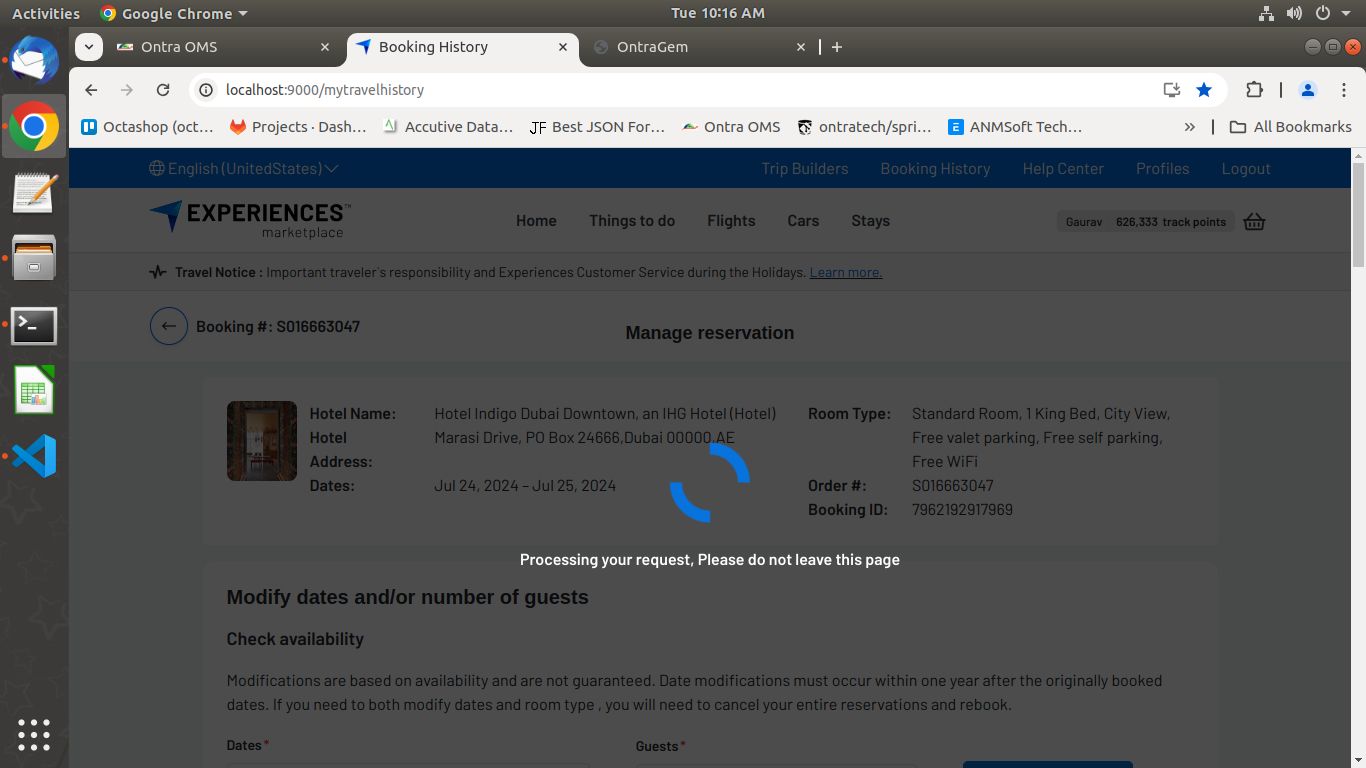 Activities Google Chrome Tue 10:16 AM
Ontra OMS Booking History OntraGem
localhost:9000/mytravelhistory
Octashop (oct… Projects · Dash… Accutive Data… JF Best JSON For… Ontra OMS ontratech/spri… ANMSoft Tech… » All Bookmarks
English (UnitedStates) Trip Builders Booking History Help Center Profiles Logout
EXPERIENCES™
marketplace
Home Things to do Flights Cars Stays Gaurav 626,333 track points
Travel Notice : Important traveler's responsibility and Experiences Customer Service during the Holidays. Learn more.
Booking #: S016663047 Manage reservation
Hotel Name: Hotel Indigo Dubai Downtown, an IHG Hotel (Hotel)
Hotel Address: Marasi Drive, PO Box 24666,Dubai 00000,AE
Dates: Jul 24, 2024 – Jul 25, 2024
Room Type: Standard Room, 1 King Bed, City View,
Free valet parking, Free self parking,
Free WiFi
Order #: S016663047
Booking ID: 7962192917969
Processing your request, Please do not leave this page
Modify dates and/or number of guests
Check availability
Modifications are based on availability and are not guaranteed. Date modifications must occur within one year after the originally booked
dates. If you need to both modify dates and room type , you will need to cancel your entire reservations and rebook.
Dates* Guests*